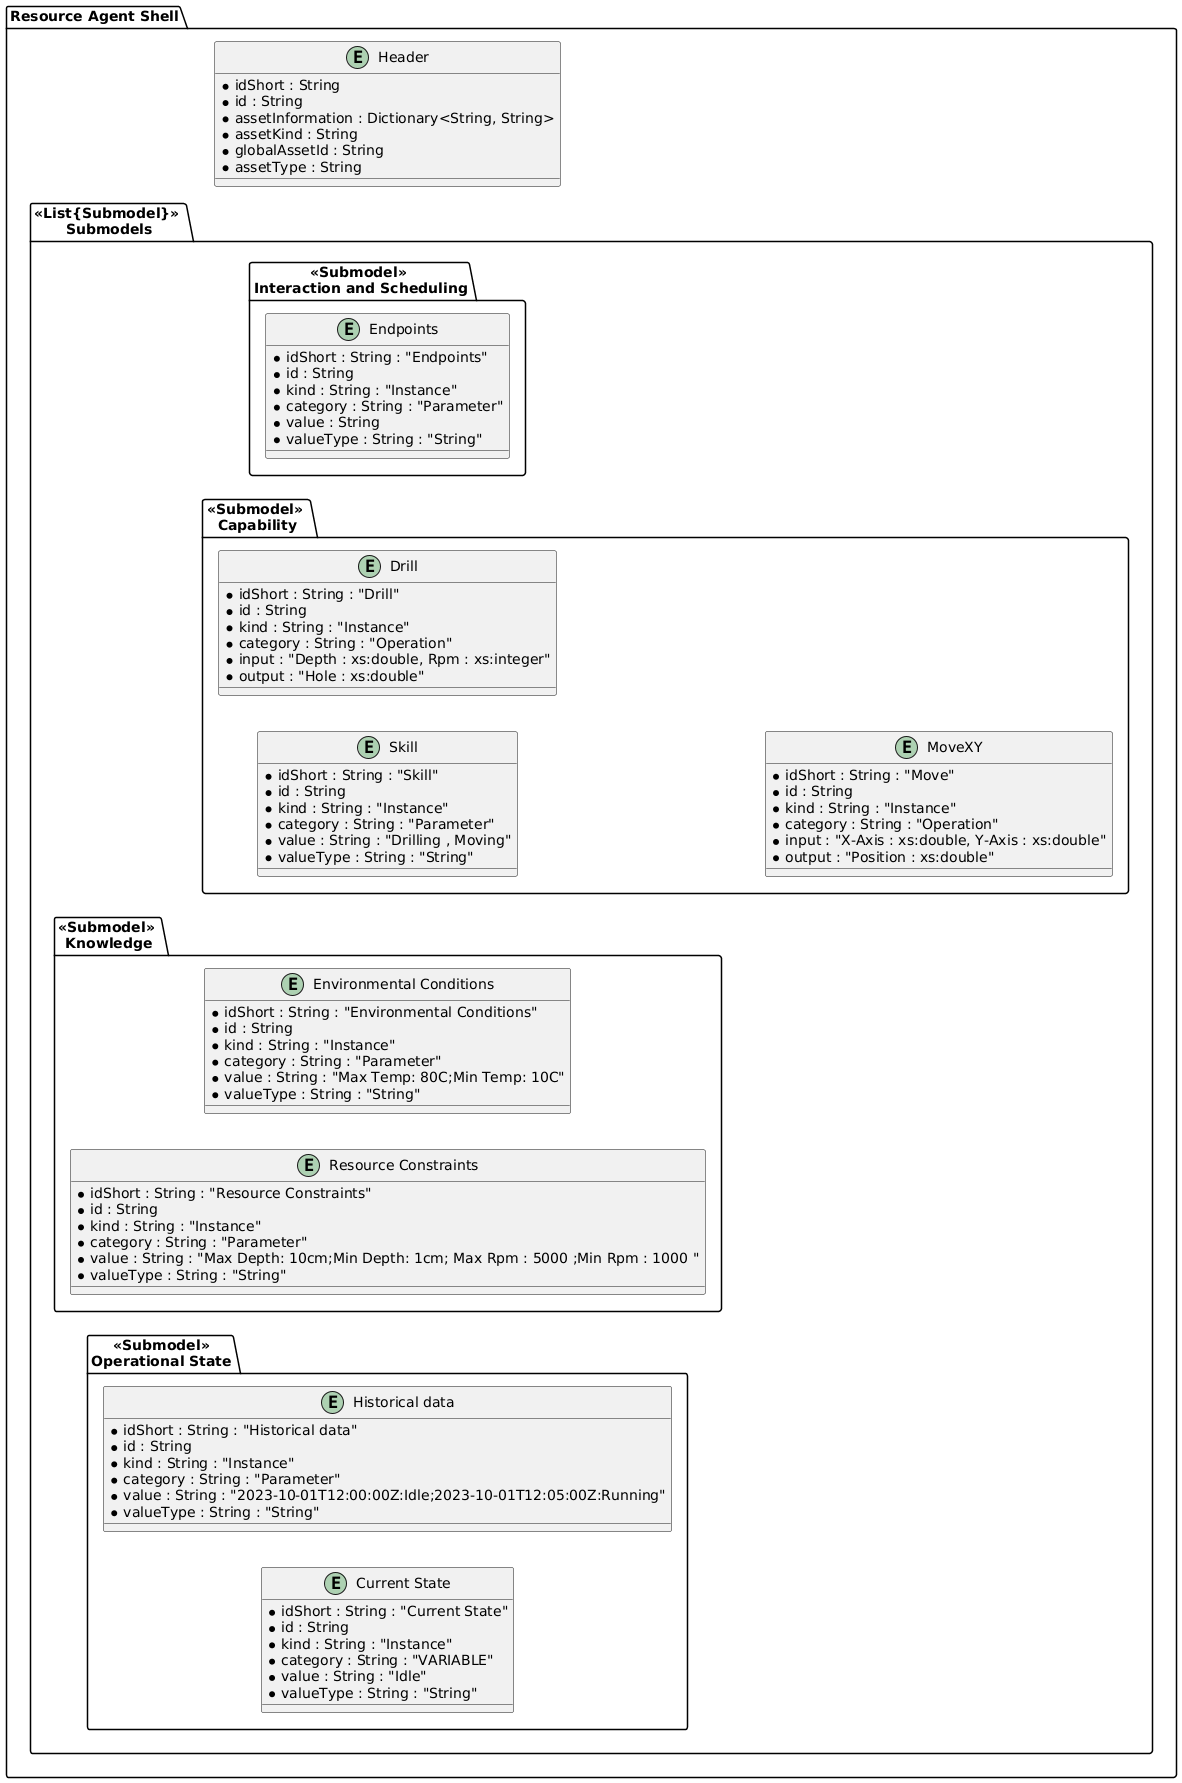 Resource Agent Shell
E Header
idShort : String
id : String
assetInformation : Dictionary<String, String>
assetKind : String
globalAssetId : String
assetType : String
«List{Submodel}»
Submodels
«Submodel»
Interaction and Scheduling
E Endpoints
idShort : String : "Endpoints"
id : String
kind : String : "Instance"
category : String : "Parameter"
value : String
valueType : String : "String"
«Submodel»
Capability
E Drill
idShort : String : "Drill"
id : String
kind : String : "Instance"
category : String : "Operation"
input : "Depth : xs:double, Rpm : xs:integer"
output : "Hole : xs:double"
E Skill
idShort : String : "Skill"
id : String
kind : String : "Instance"
category : String : "Parameter"
value : String : "Drilling , Moving"
valueType : String : "String"
E MoveXY
idShort : String : "Move"
id : String
kind : String : "Instance"
category : String : "Operation"
input : "X-Axis : xs:double, Y-Axis : xs:double"
output : "Position : xs:double"
«Submodel»
Knowledge
E Environmental Conditions
idShort : String : "Environmental Conditions"
id : String
kind : String : "Instance"
category : String : "Parameter"
value : String : "Max Temp: 80C;Min Temp: 10C"
valueType : String : "String"
E Resource Constraints
idShort : String : "Resource Constraints"
id : String
kind : String : "Instance"
category : String : "Parameter"
value : String : "Max Depth: 10cm;Min Depth: 1cm; Max Rpm : 5000 ;Min Rpm : 1000 "
valueType : String : "String"
«Submodel»
Operational State
E Historical data
idShort : String : "Historical data"
id : String
kind : String : "Instance"
category : String : "Parameter"
value : String : "2023-10-01T12:00:00Z:Idle;2023-10-01T12:05:00Z:Running"
valueType : String : "String"
E Current State
idShort : String : "Current State"
id : String
kind : String : "Instance"
category : String : "VARIABLE"
value : String : "Idle"
valueType : String : "String"